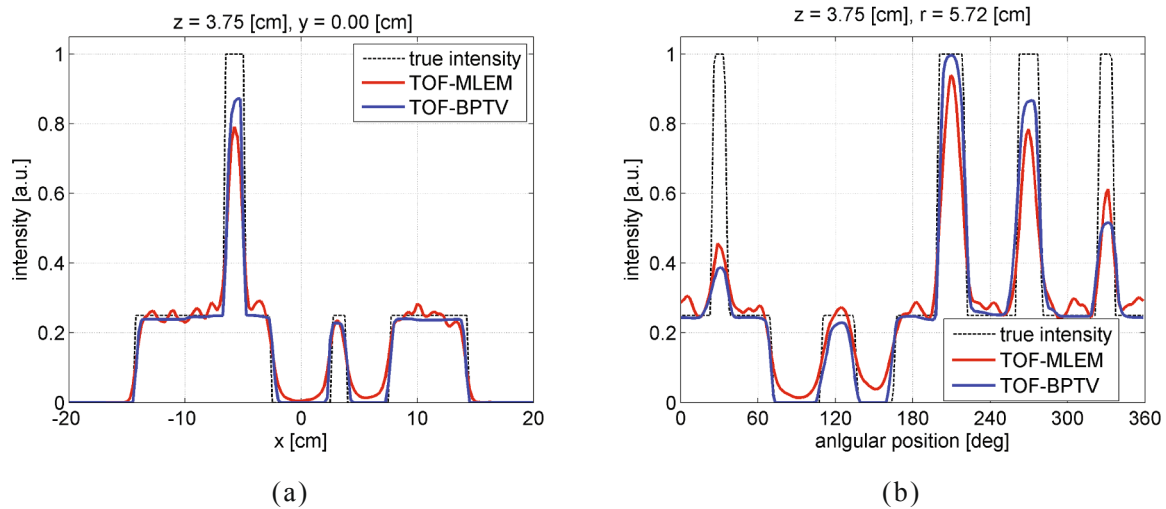 z = 3.75 [cm], y = 0.00 [cm]
true intensity
TOF-MLEM
TOF-BPTV
intensity [a.u.]
1
0.8
0.6
0.4
0.2
0
-20
-10
0
10
20
x [cm]
(a)
z = 3.75 [cm], r = 5.72 [cm]
intensity [a.u.]
1
0.8
0.6
0.4
0.2
0
true intensity
TOF-MLEM
TOF-BPTV
0
60
120
180
240
300
360
anlgular position [deg]
(b)